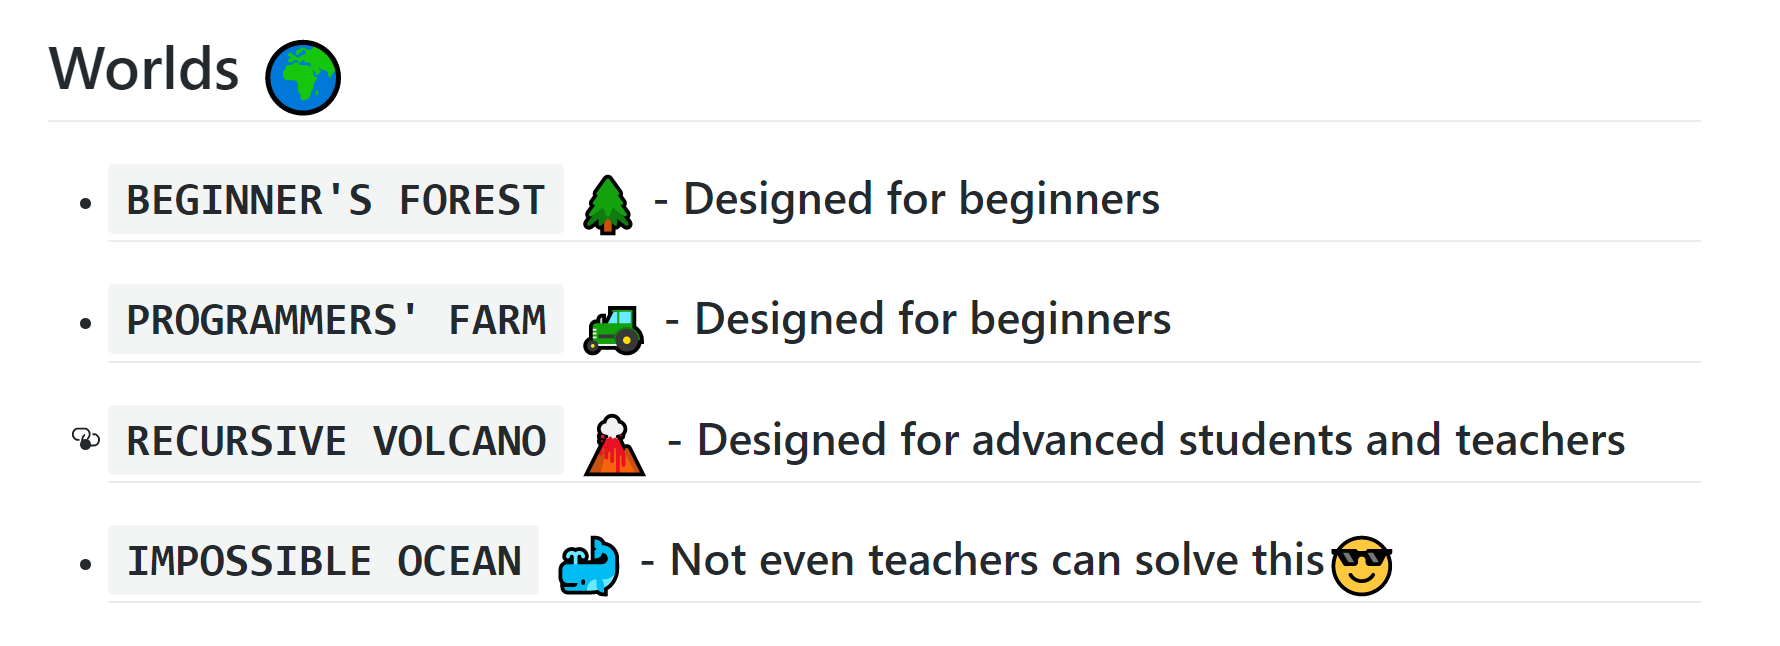 Worlds 🌍
• BEGINNER'S FOREST 🌲 - Designed for beginners
• PROGRAMMERS' FARM 🚜 - Designed for beginners
• RECURSIVE VOLCANO 🌋 - Designed for advanced students and teachers
• IMPOSSIBLE OCEAN 🐳 - Not even teachers can solve this😎